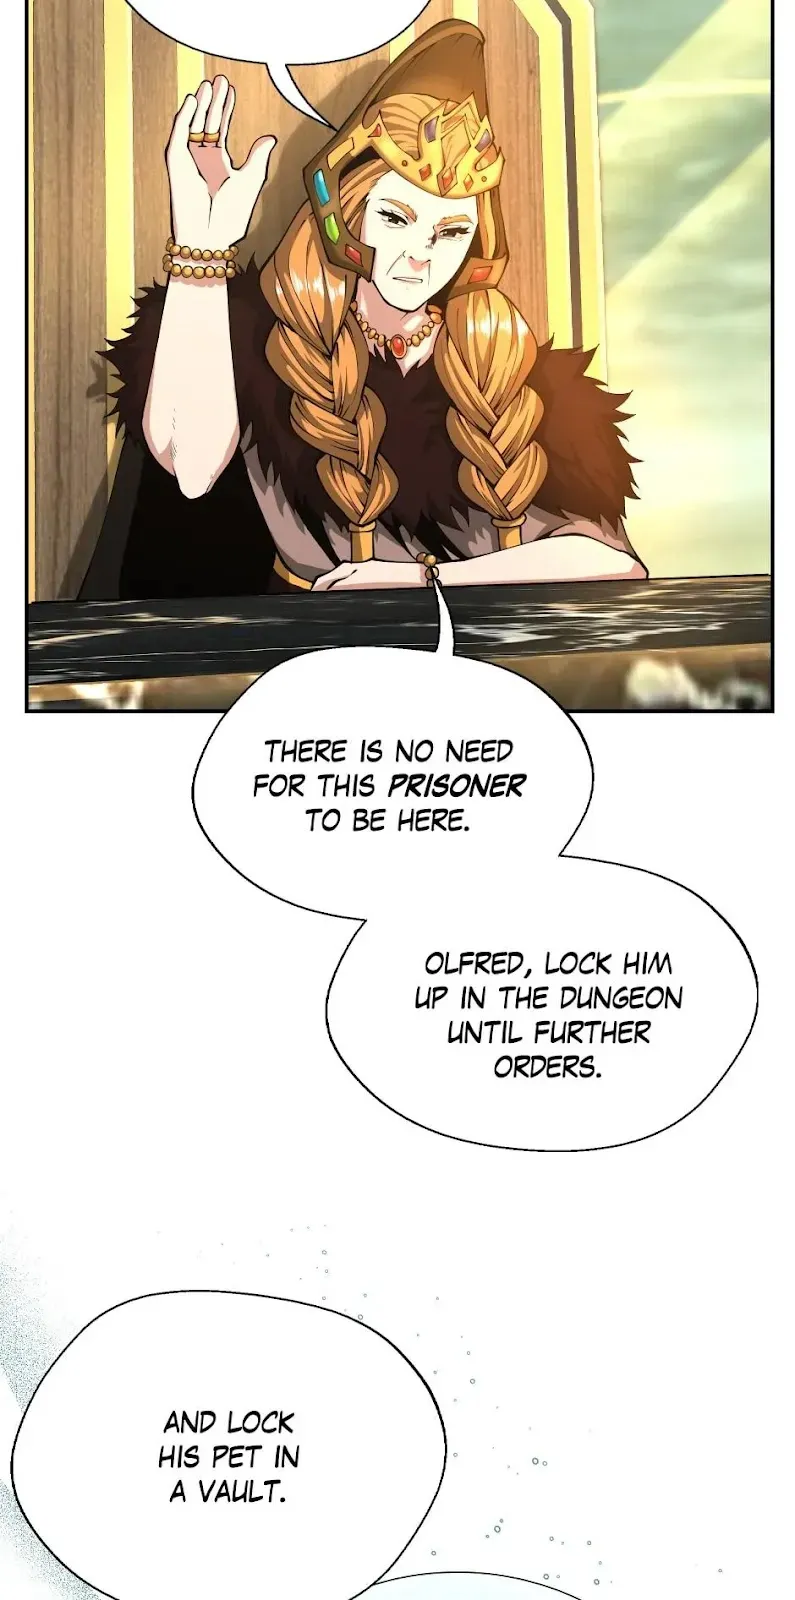 THERE IS NO NEED
FOR THIS PRISONER
TO BE HERE.
OLFRED, LOCK HIM
UP IN THE DUNGEON
UNTIL FURTHER
ORDERS.
AND LOCK
HIS PET IN
A VAULT.